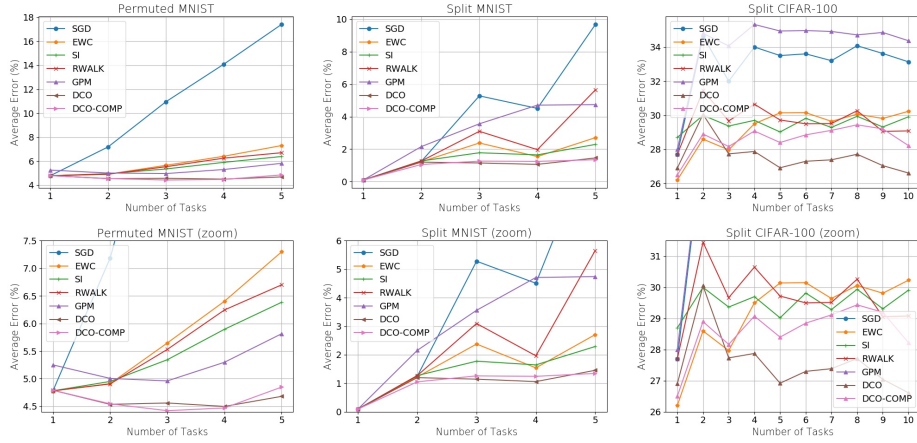 Permuted MNIST
Average Error (%)
18
16
14
12
10
8
6
4
SGD
EWC
SI
RWALK
GPM
DCO
DCO-COMP
1 2 3 4 5
Number of Tasks
Split MNIST
Average Error (%)
10
8
6
4
2
0
SGD
EWC
SI
RWALK
GPM
DCO
DCO-COMP
1 2 3 4 5
Number of Tasks
Split CIFAR-100
Average Error (%)
34
32
30
28
26
SGD
EWC
SI
RWALK
GPM
DCO
DCO-COMP
1 2 3 4 5 6 7 8 9 10
Number of Tasks
Permuted MNIST (zoom)
Average Error (%)
7.5
7.0
6.5
6.0
5.5
5.0
4.5
SGD
EWC
SI
RWALK
GPM
DCO
DCO-COMP
1 2 3 4 5
Number of Tasks
Split MNIST (zoom)
Average Error (%)
6
5
4
3
2
1
0
SGD
EWC
SI
RWALK
GPM
DCO
DCO-COMP
1 2 3 4 5
Number of Tasks
Split CIFAR-100 (zoom)
Average Error (%)
31
30
29
28
27
26
SGD
EWC
SI
RWALK
GPM
DCO
DCO-COMP
1 2 3 4 5 6 7 8 9 10
Number of Tasks